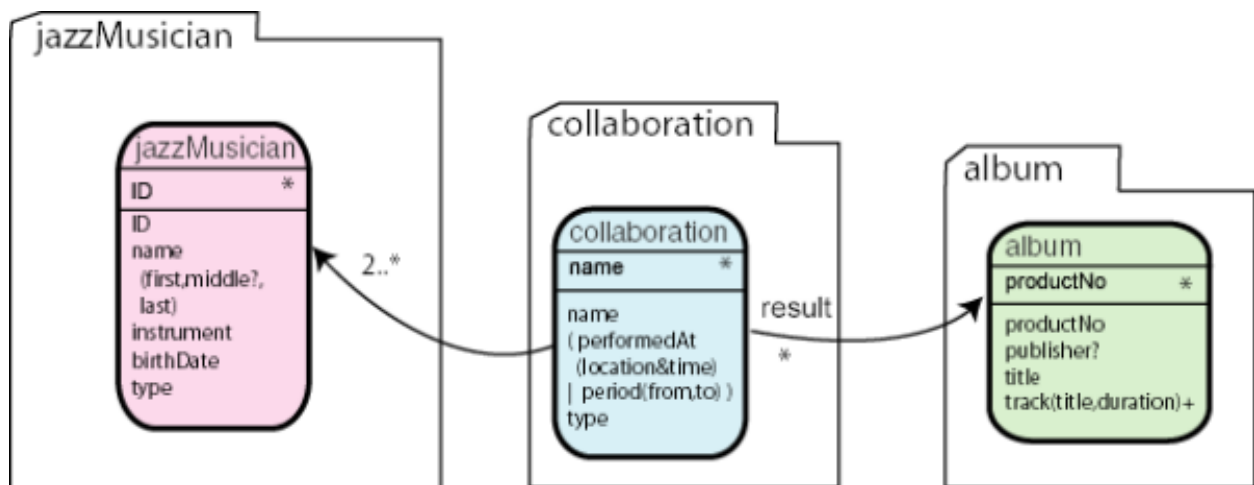 jazzMusician
jazzMusician
ID *
ID
name
(first,middle?,
last)
instrument
birthDate
type
2..*
collaboration
collaboration
name *
name
( performedAt
(location&time)
| period(from,to) )
type
result
*
album
album
productNo *
productNo
publisher?
title
track(title,duration)+